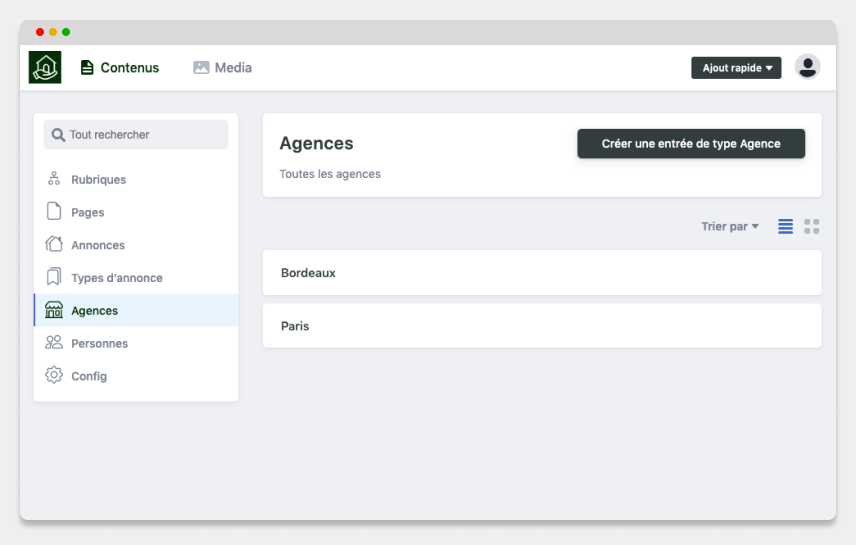 Contenus
Media
Ajout rapide
Tout rechercher
Rubriques
Pages
Annonces
Types d'annonce
Agences
Personnes
Config
Agences
Créer une entrée de type Agence
Toutes les agences
Trier par
Bordeaux
Paris